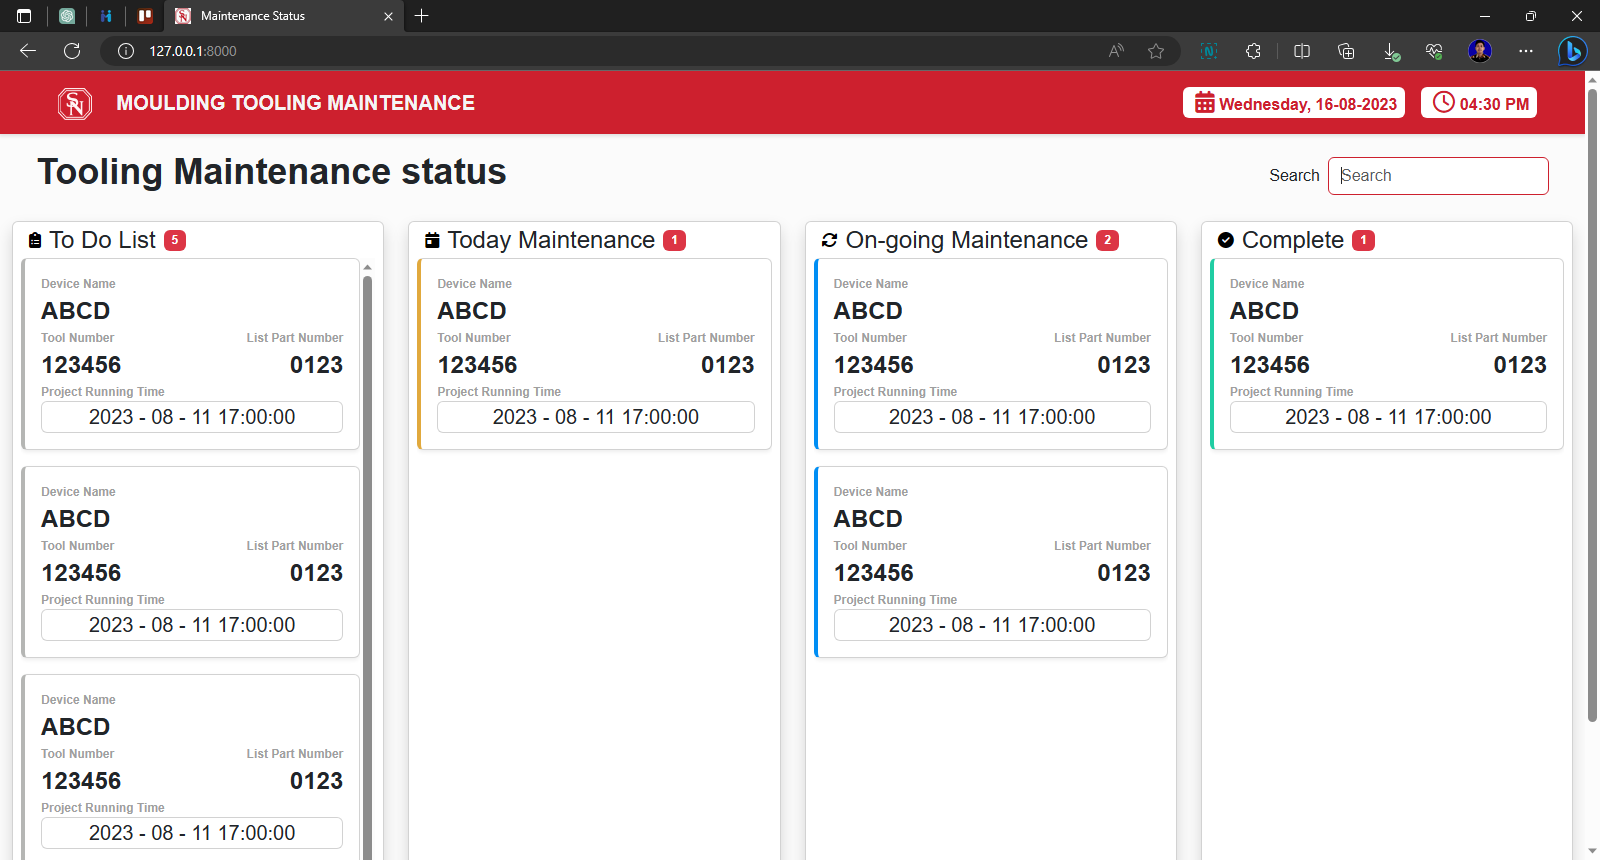 Maintenance Status
127.0.0.1:8000
SN
MOULDING TOOLING MAINTENANCE
Wednesday, 16-08-2023
04:30 PM
Tooling Maintenance status
Search
Search
To Do List 5
Device Name
ABCD
Tool Number List Part Number
123456 0123
Project Running Time
2023 - 08 - 11 17:00:00
Device Name
ABCD
Tool Number List Part Number
123456 0123
Project Running Time
2023 - 08 - 11 17:00:00
Device Name
ABCD
Tool Number List Part Number
123456 0123
Project Running Time
2023 - 08 - 11 17:00:00
Today Maintenance 1
Device Name
ABCD
Tool Number List Part Number
123456 0123
Project Running Time
2023 - 08 - 11 17:00:00
On-going Maintenance 2
Device Name
ABCD
Tool Number List Part Number
123456 0123
Project Running Time
2023 - 08 - 11 17:00:00
Device Name
ABCD
Tool Number List Part Number
123456 0123
Project Running Time
2023 - 08 - 11 17:00:00
Complete 1
Device Name
ABCD
Tool Number List Part Number
123456 0123
Project Running Time
2023 - 08 - 11 17:00:00